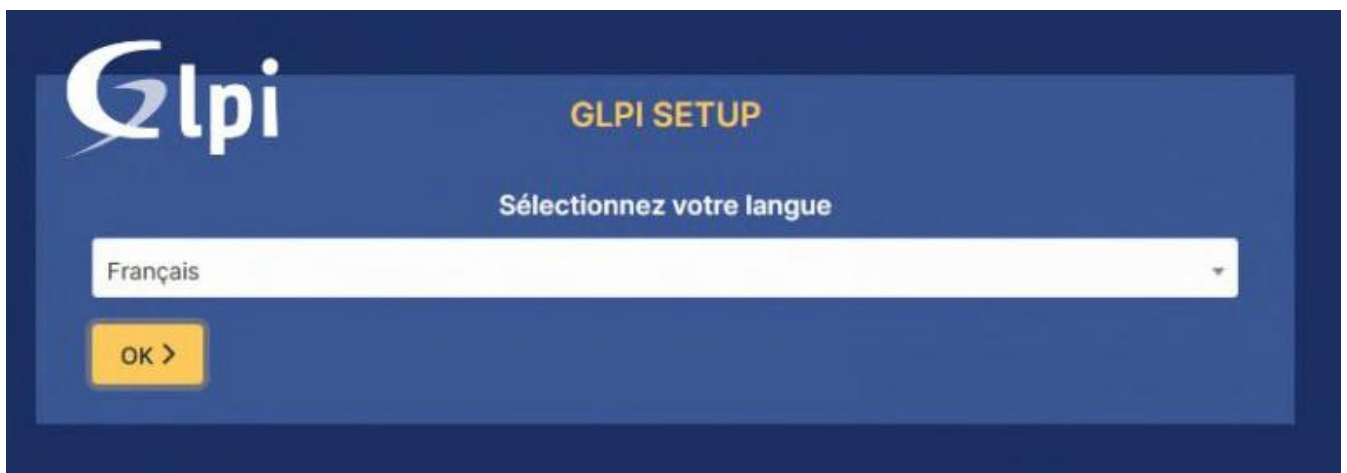 Glpi
GLPI SETUP
Sélectionnez votre langue
Français
OK >